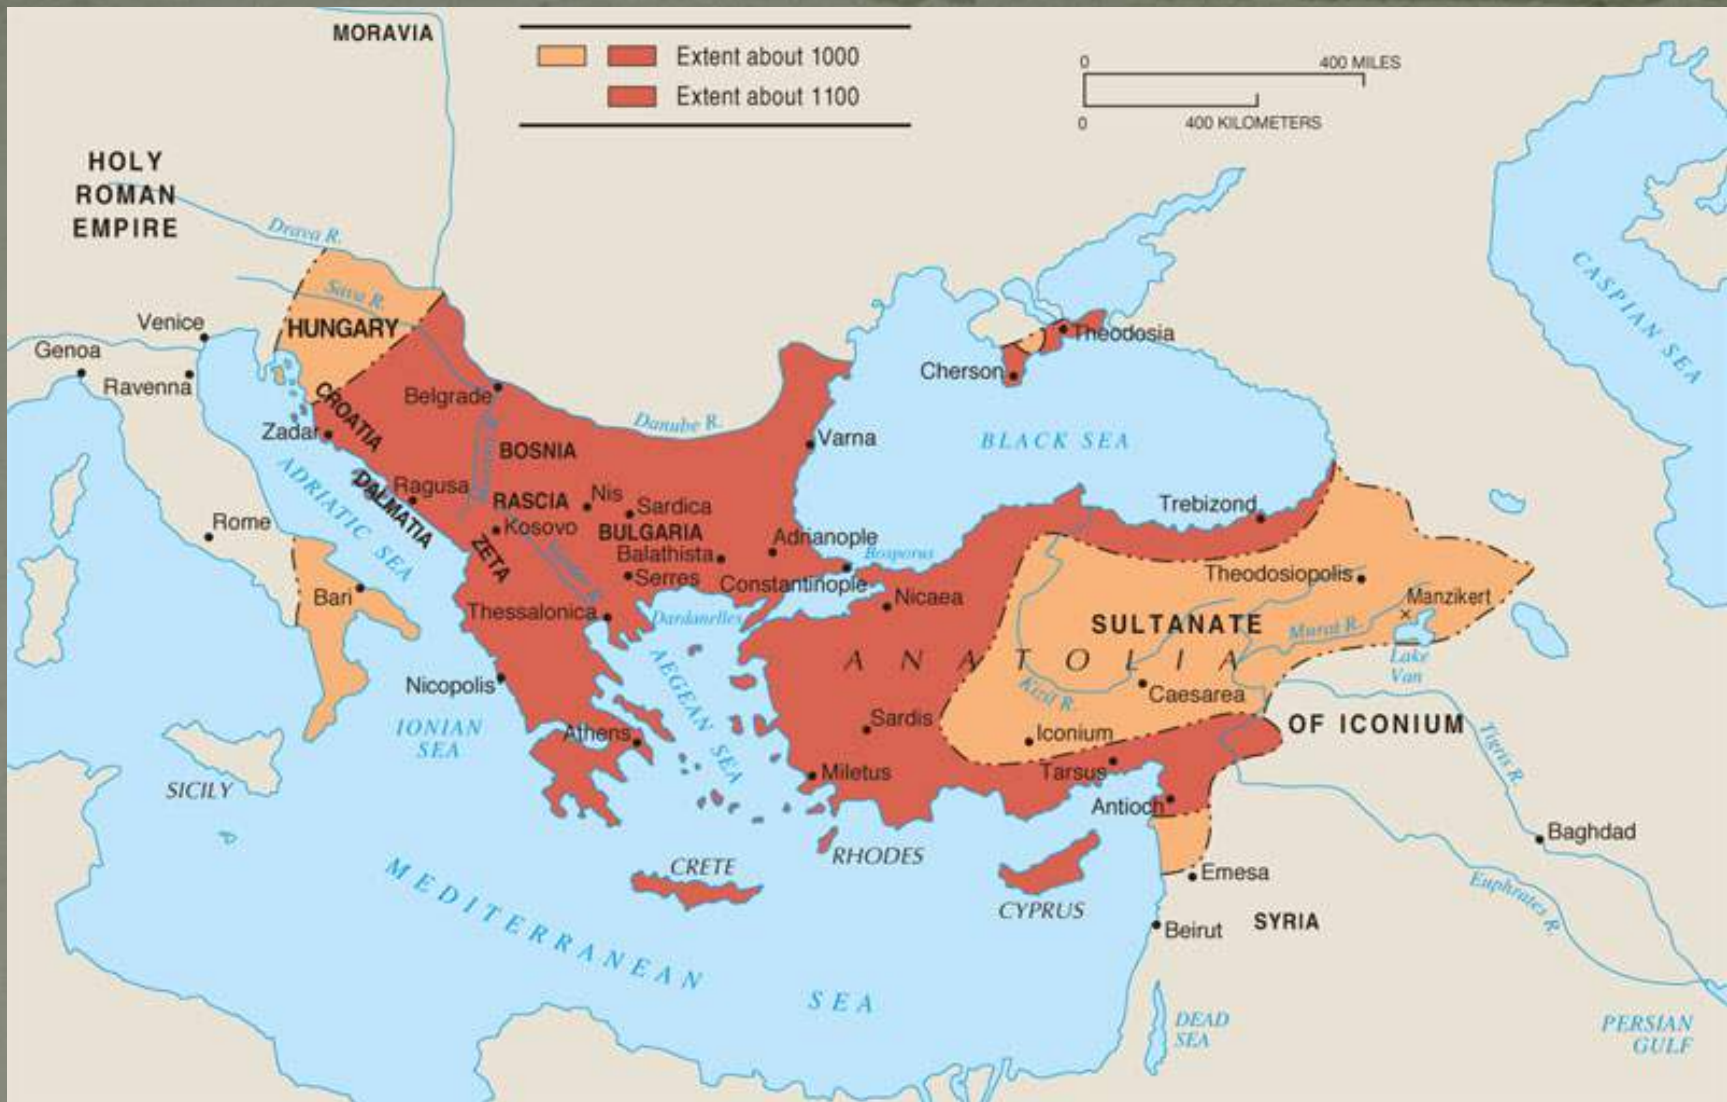 MORAVIA
Extent about 1000
Extent about 1100
0
400 MILES
0
400 KILOMETERS
HOLY
ROMAN
EMPIRE
Drava R.
Sava R.
HUNGARY
Venice
Genoa
Ravenna
CROATIA
Zadar
Belgrade
Danube R.
BOSNIA
Varna
Cherson
Theodosia
BLACK SEA
CASPIAN SEA
ADRIATIC SEA
DALMATIA
Ragusa
RASCIA
Nis
Sardica
Kosovo
BULGARIA
ZETA
Balathista
Adrianople
Bosporus
Serres
Constantinople
Rome
Bari
Thessalonica
Dardanelles
Nicaea
Trebizond
Theodosiopolis
Manzikert
SULTANATE
Murat R.
ANATOLIA
Lake
Van
Kizil R.
Caesarea
Nicopolis
AEGEAN SEA
Sardis
Iconium
OF ICONIUM
Tigris R.
IONIAN
SEA
Athens
Miletus
Tarsus
Antioch
SICILY
Baghdad
CRETE
RHODES
Emesa
Euphrates R.
CYPRUS
SYRIA
Beirut
MEDITERRANEAN
SEA
DEAD
SEA
PERSIAN
GULF